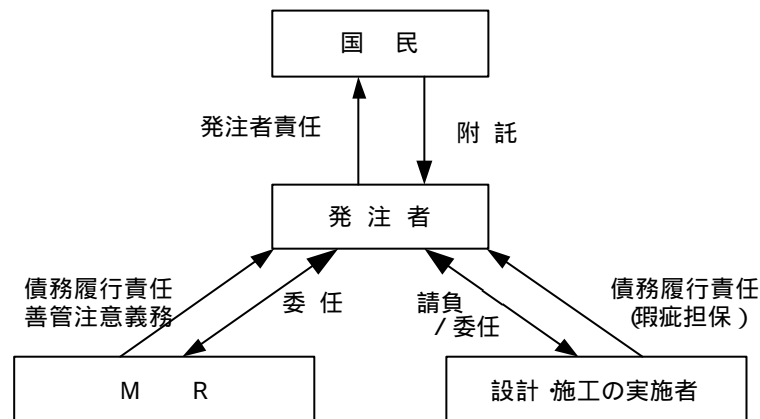 国　民
発注者責任
附 託
発 注 者
債務履行責任
善管注意義務
委 任
請負
/委任
債務履行責任
(瑕疵担保)
M　R
設計・施工の実施者